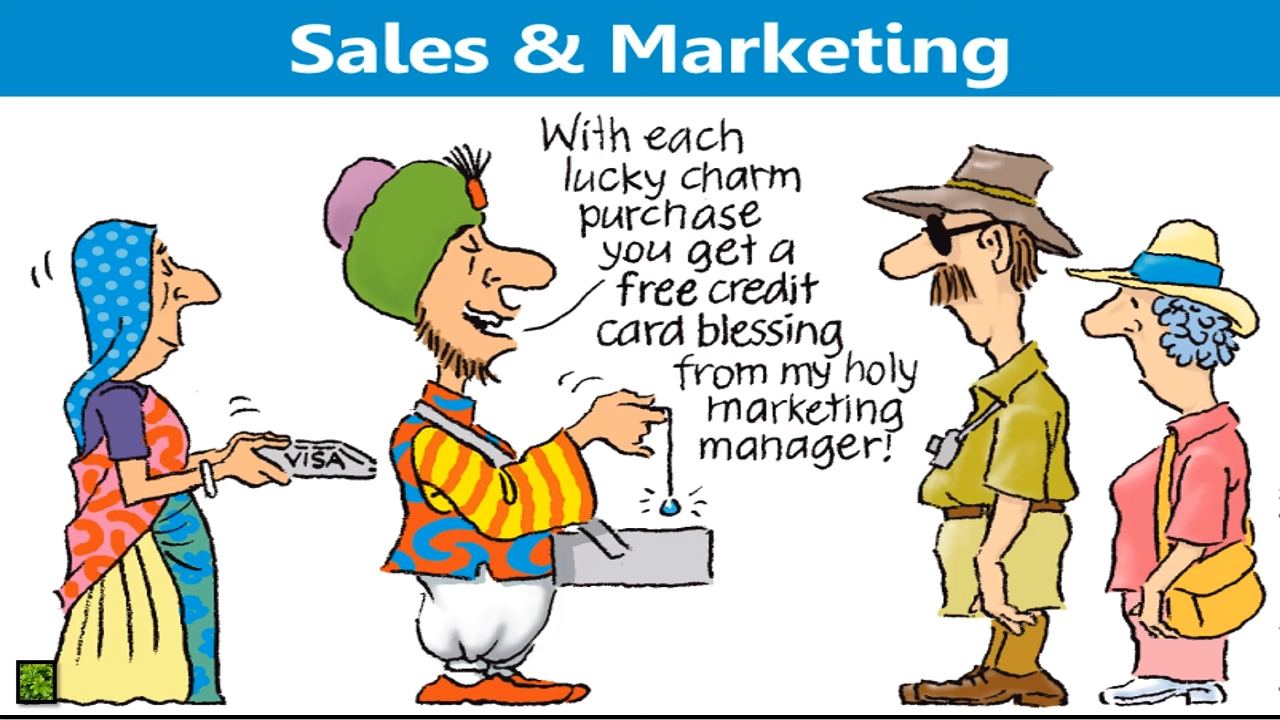 Sales & Marketing
With each
lucky charm
purchase
you get a
free credit
card blessing
from my holy
marketing
manager!
VISA